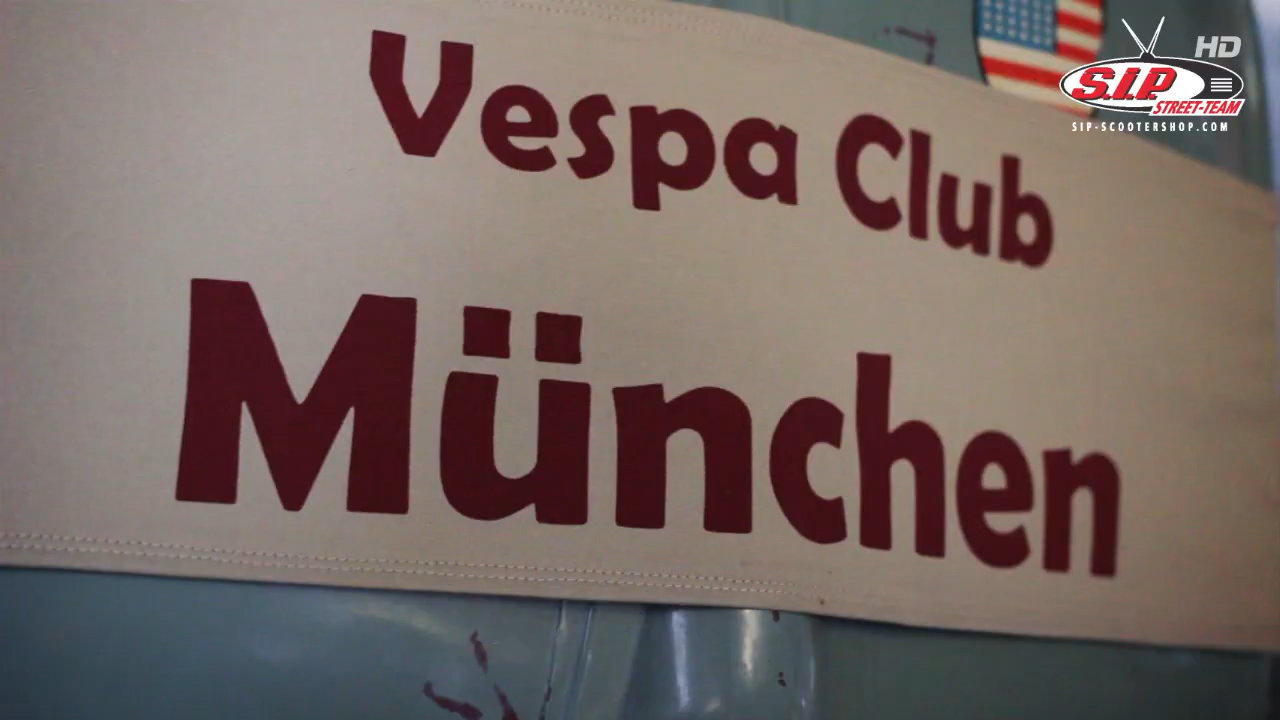 Vespa Club
München
HD
S.I.P.
STREET-TEAM
SIP-SCOOTERSHOP.COM